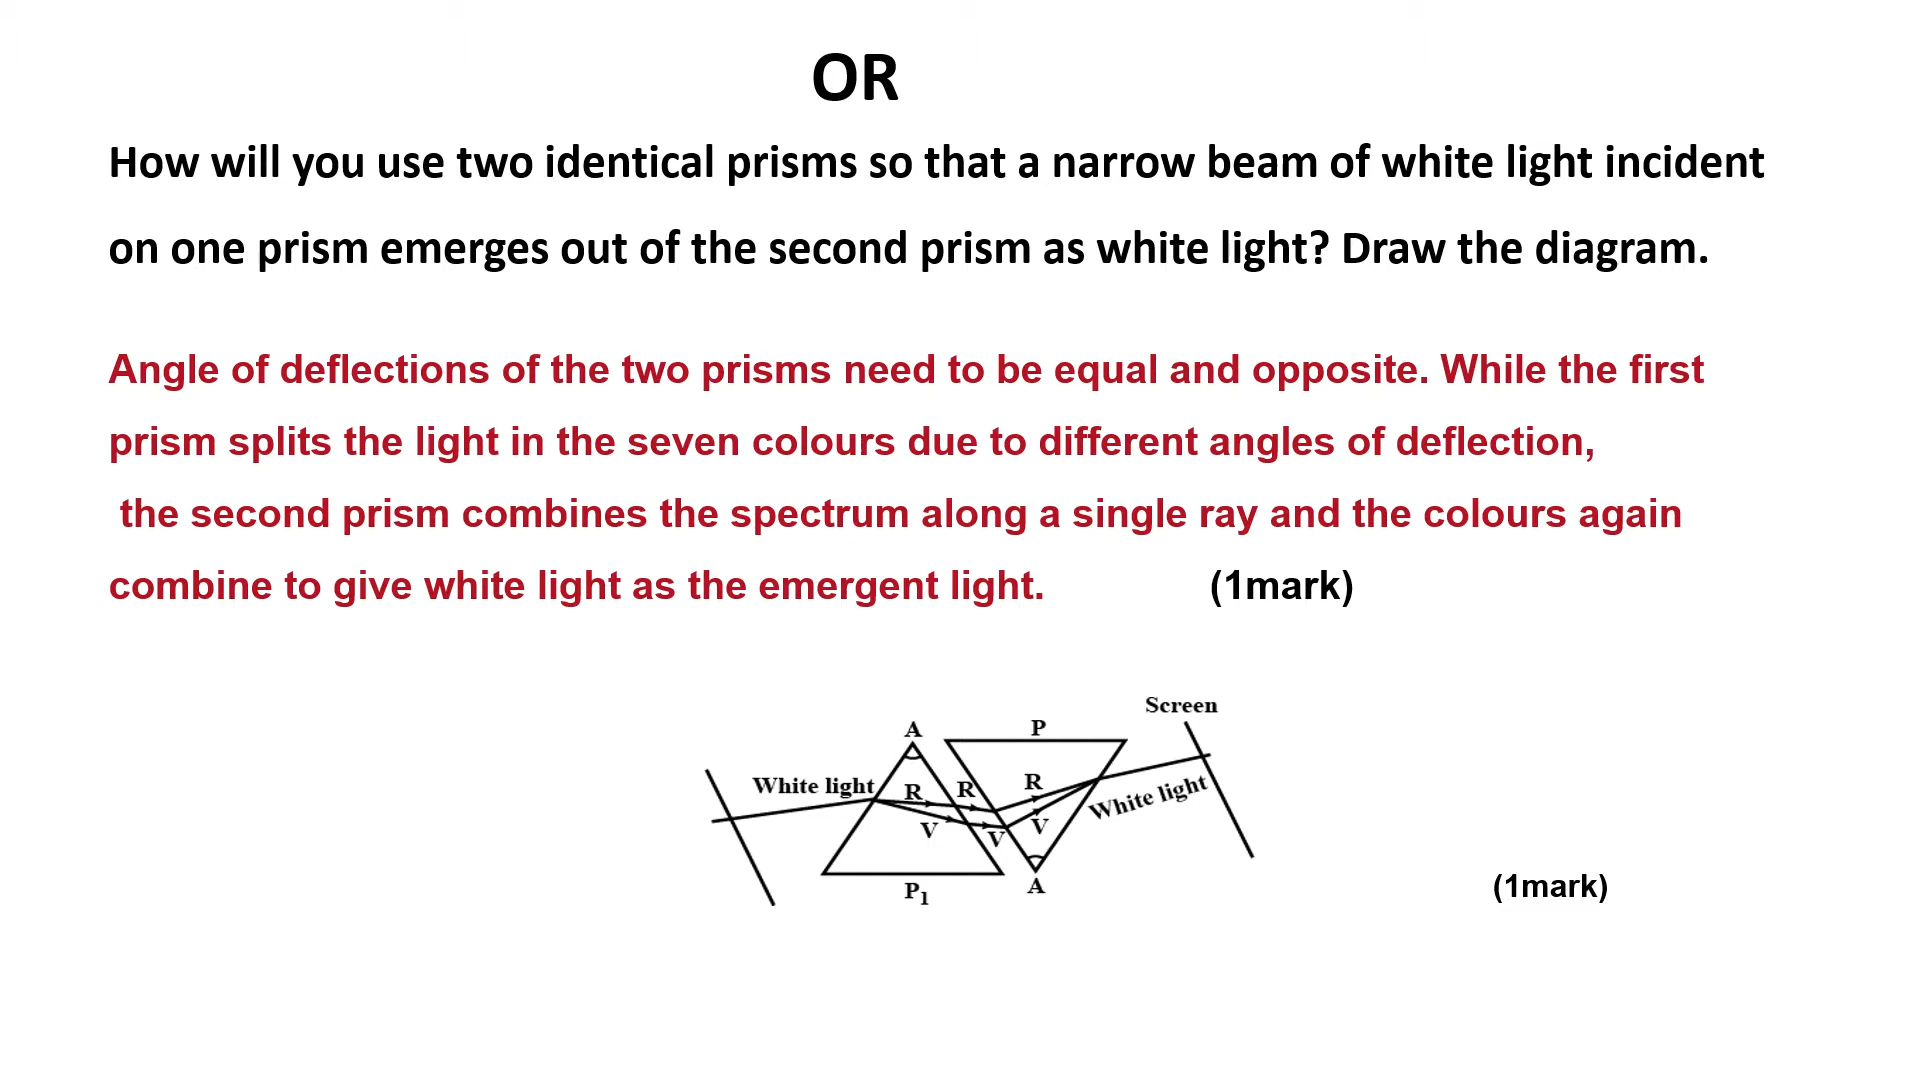 OR
How will you use two identical prisms so that a narrow beam of white light incident
on one prism emerges out of the second prism as white light? Draw the diagram.
Angle of deflections of the two prisms need to be equal and opposite. While the first
prism splits the light in the seven colours due to different angles of deflection,
the second prism combines the spectrum along a single ray and the colours again
combine to give white light as the emergent light. (1mark)
Screen
A P
White light R R R
White light
V V V
P₁ A
(1mark)